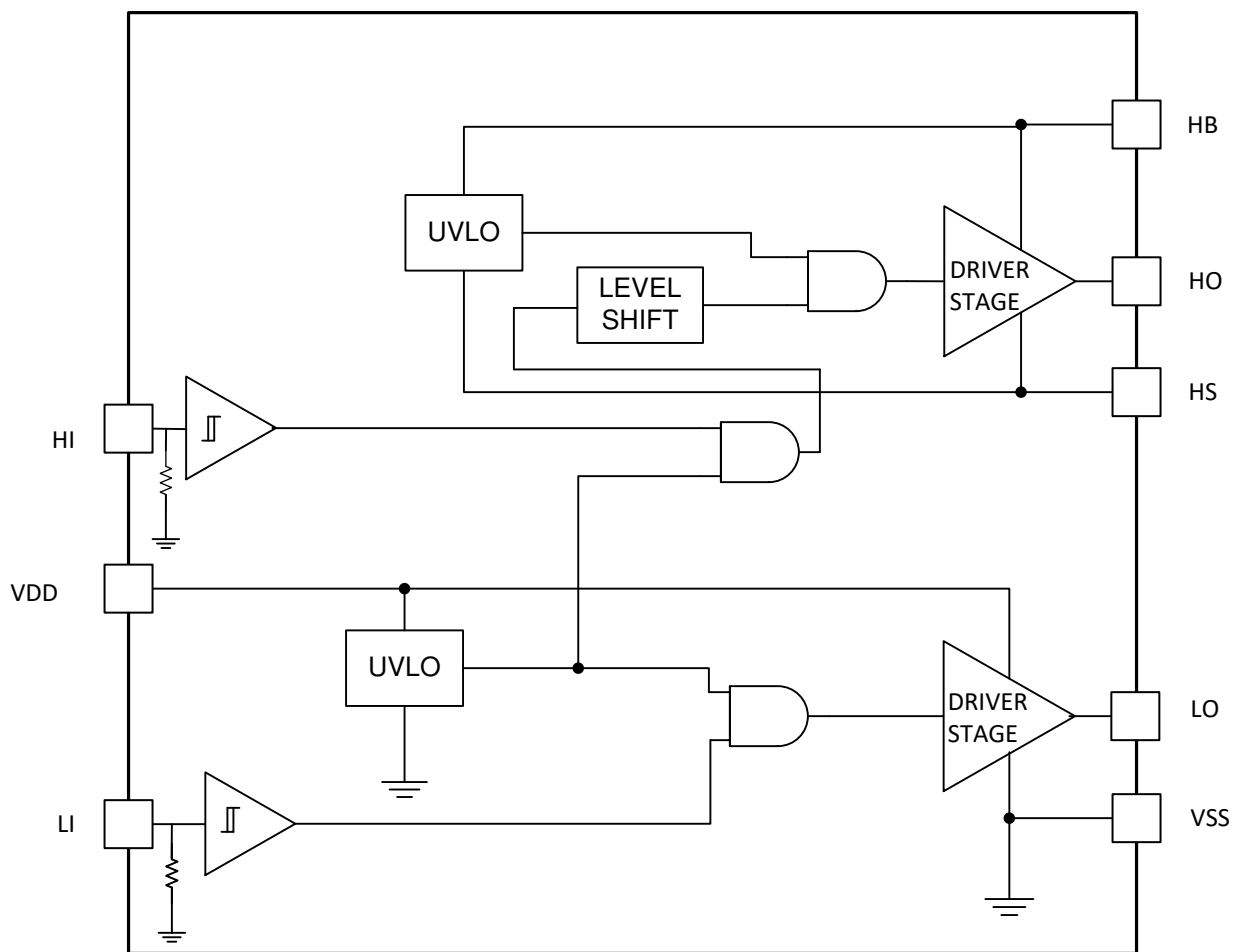 HB
UVLO
DRIVER
STAGE
HO
LEVEL
SHIFT
HS
HI
VDD
UVLO
DRIVER
STAGE
LO
LI
VSS